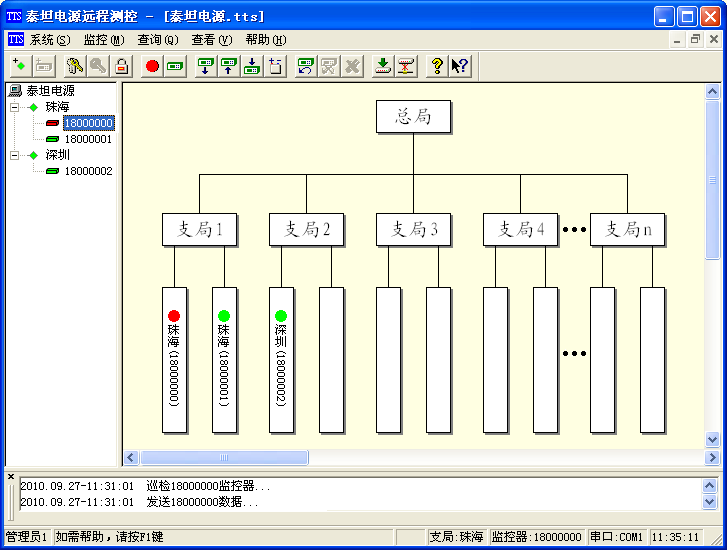 TTS 泰坦电源远程测控 - [泰坦电源.tts]
TTS 系统(S) 监控(M) 查询(Q) 查看(V) 帮助(H)
泰坦电源
珠海
18000000
18000001
深圳
18000002
总局
支局1 支局2 支局3 支局4 ••• 支局n
珠海(18000000)
珠海(18000001)
深圳(18000002)
•••
2010.09.27-11:31:01 巡检18000000监控器...
2010.09.27-11:31:01 发送18000000数据...
管理员1 如需帮助，请按F1键 支局:珠海 监控器:18000000 串口:COM1 11:35:11